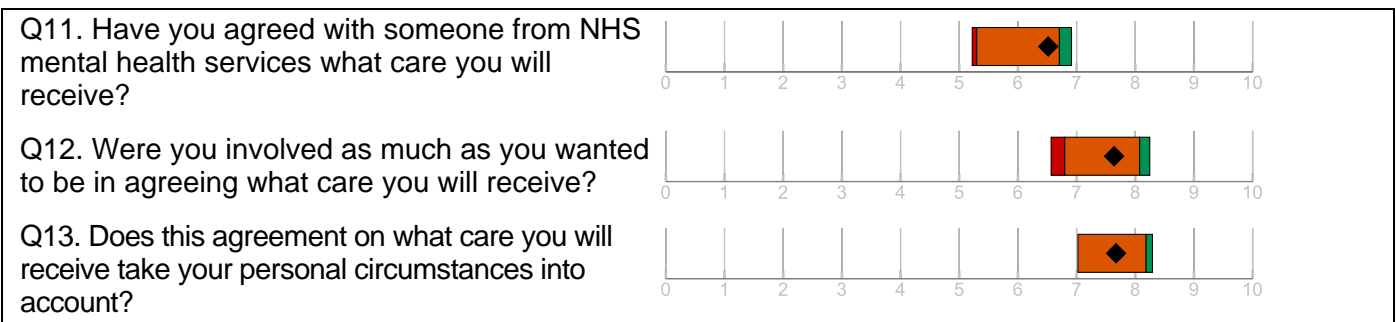 Q11. Have you agreed with someone from NHS
mental health services what care you will
receive?
0 1 2 3 4 5 6 7 8 9 10
Q12. Were you involved as much as you wanted
to be in agreeing what care you will receive?
0 1 2 3 4 5 6 7 8 9 10
Q13. Does this agreement on what care you will
receive take your personal circumstances into
account?
0 1 2 3 4 5 6 7 8 9 10